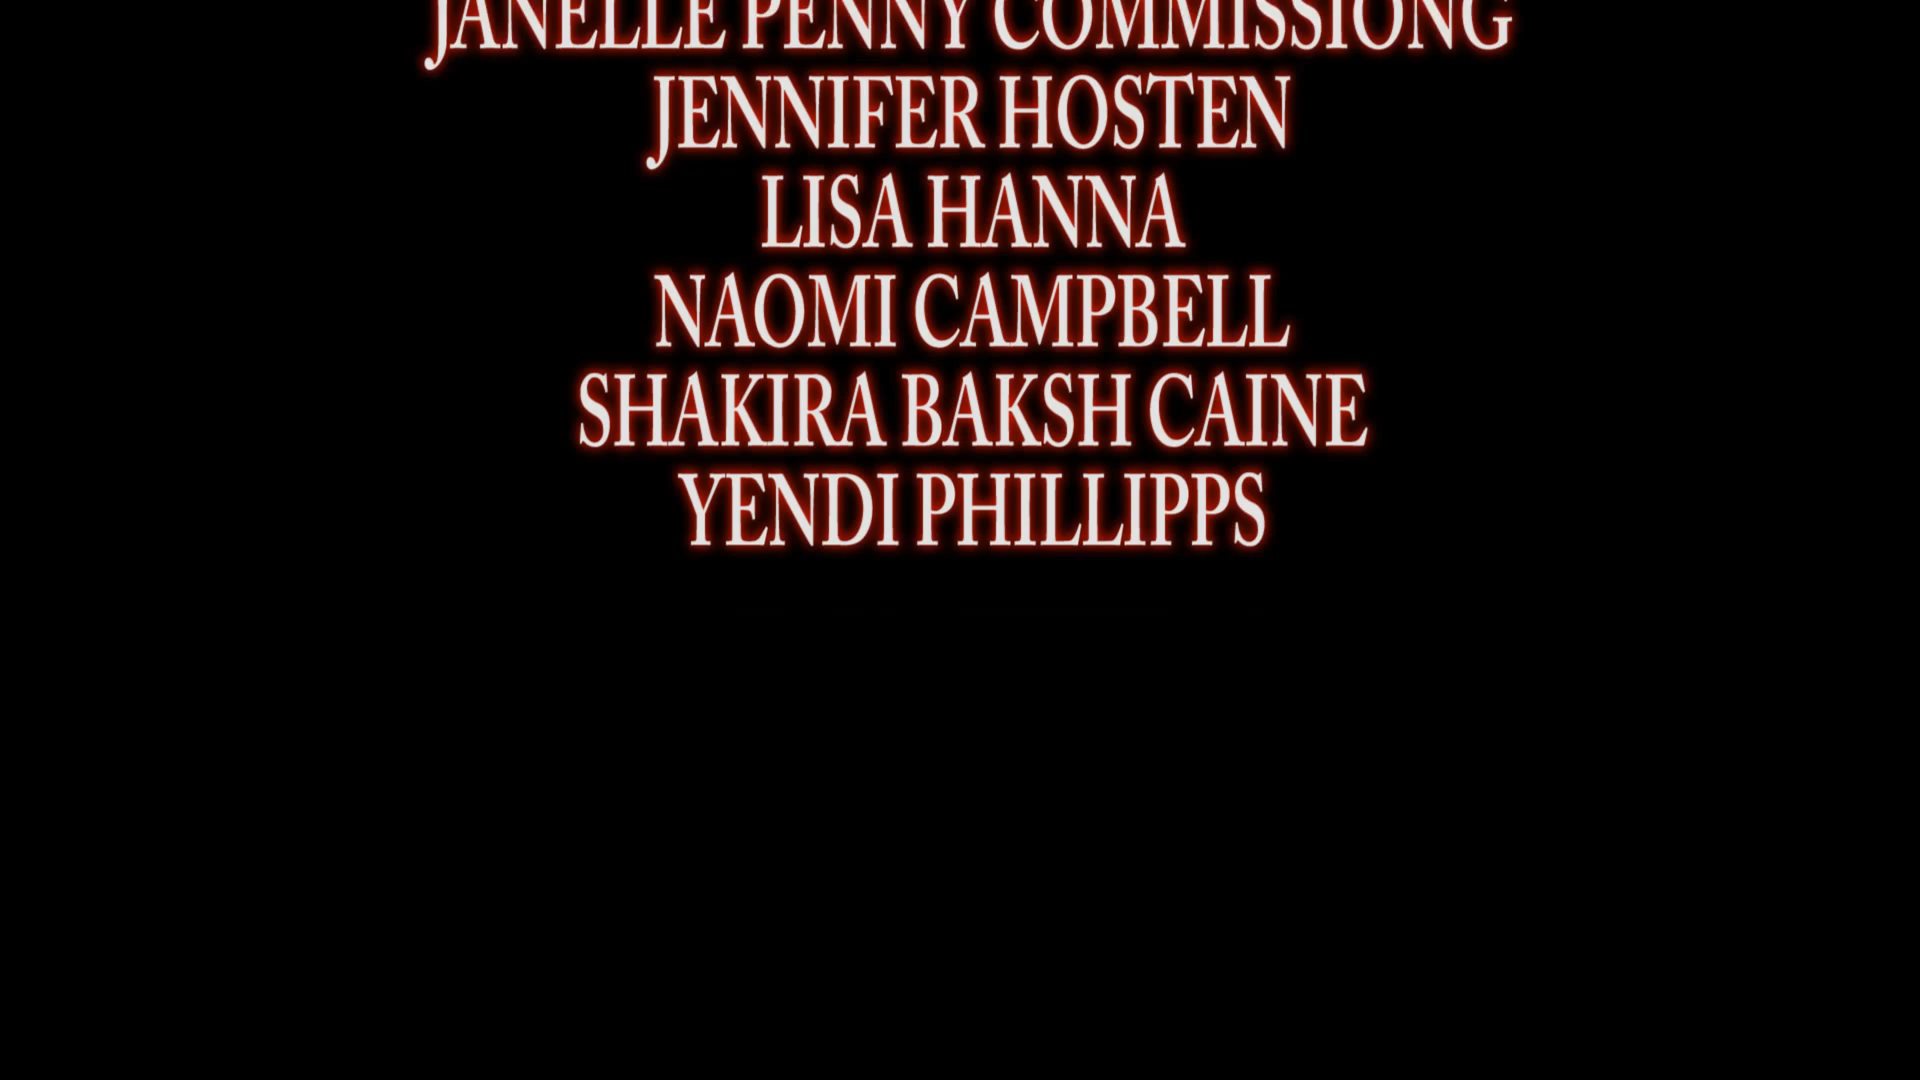 JANELLE PENNY COMMISSIONG
JENNIFER HOSTEN
LISA HANNA
NAOMI CAMPBELL
SHAKIRA BAKSH CAINE
YENDI PHILLIPPS